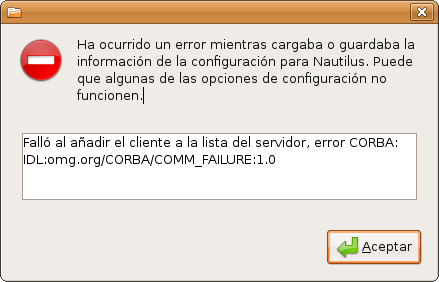 Ha ocurrido un error mientras cargaba o guardaba la
información de la configuración para Nautilus. Puede
que algunas de las opciones de configuración no
funcionen.
Falló al añadir el cliente a la lista del servidor, error CORBA:
IDL:omg.org/CORBA/COMM_FAILURE:1.0
Aceptar